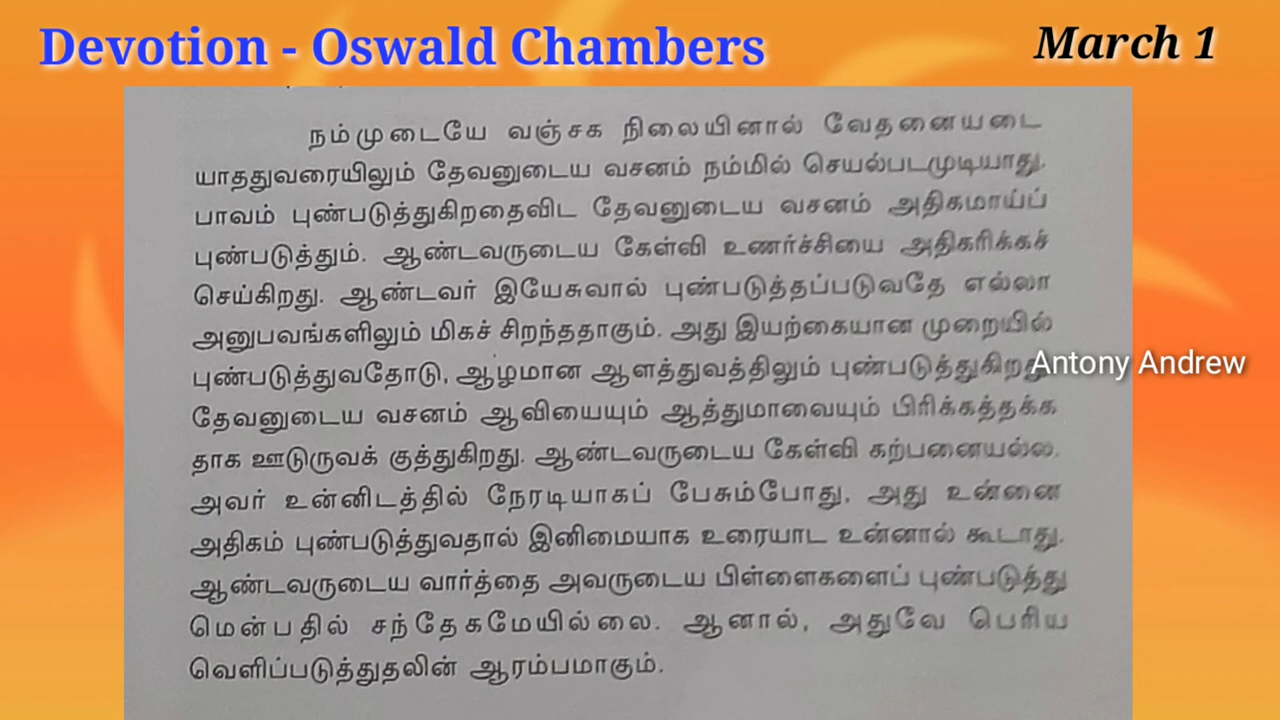 Devotion - Oswald Chambers
March 1
நம்முடையே வஞ்சக நிலையினால் வேதனையடை
யாததுவரையிலும் தேவனுடைய வசனம் நம்மில் செயல்படமுடியாது.
பாவம் புண்படுத்துகிறதைவிட தேவனுடைய வசனம் அதிகமாய்ப்
புண்படுத்தும். ஆண்டவருடைய கேள்வி உணர்ச்சியை அதிகரிக்கச்
செய்கிறது. ஆண்டவர் இயேசுவால் புண்படுத்தப்படுவதே எல்லா
அனுபவங்களிலும் மிகச் சிறந்ததாகும். அது இயற்கையான முறையில்
புண்படுத்துவதோடு, ஆழமான ஆளத்துவத்திலும்
Antony Andrew
தேவனுடைய வசனம் ஆவியையும் ஆத்துமாவையும் பிரிக்கத்தக்க
தாக ஊடுருவக் குத்துகிறது. ஆண்டவருடைய கேள்வி கற்பனையல்ல.
அவர் உன்னிடத்தில் நேரடியாகப் பேசும்போது, அது உன்னை
அதிகம் புண்படுத்துவதால் இனிமையாக உரையாட உன்னால் கூடாது.
ஆண்டவருடைய வார்த்தை அவருடைய பிள்ளைகளைப் புண்படுத்து
மென்பதில் சந்தேகமேயில்லை. ஆனால், அதுவே பெரிய
வெளிப்படுத்துதலின் ஆரம்பமாகும்.